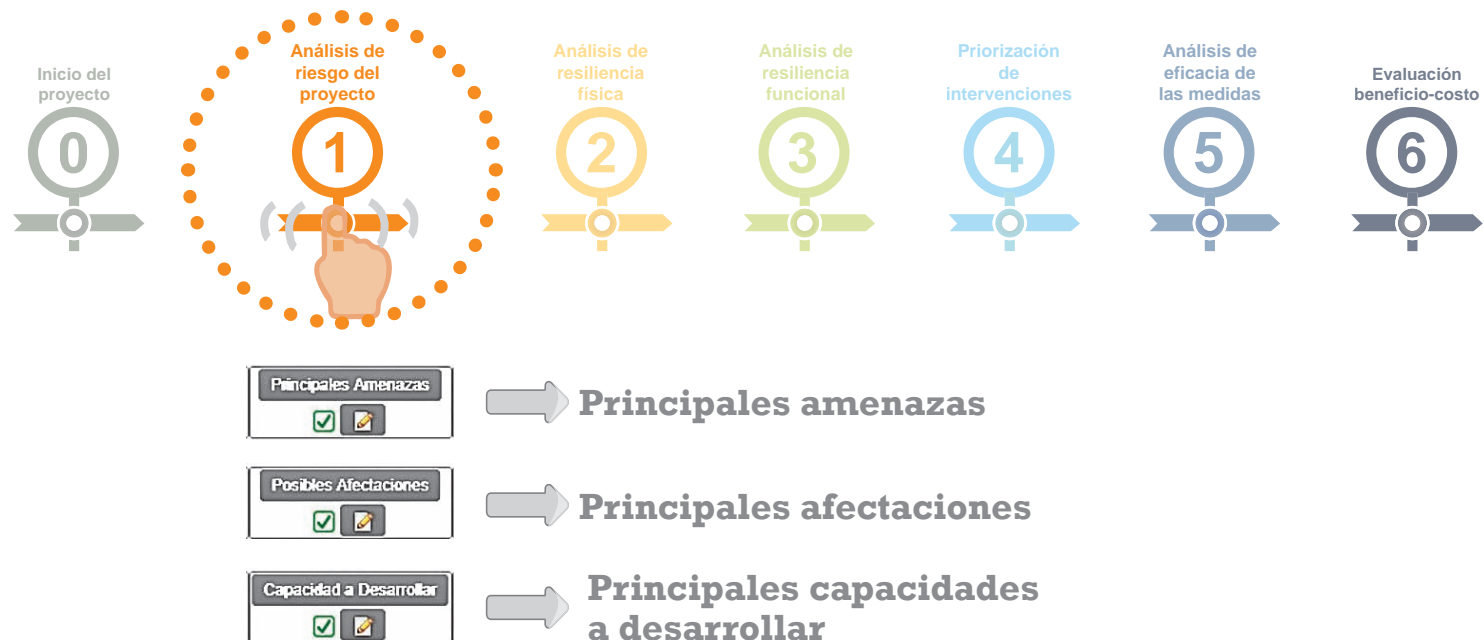 Inicio del
proyecto
0
Análisis de
riesgo del
proyecto
1
Análisis de
resiliencia
física
2
Análisis de
resiliencia
funcional
3
Priorización
de
intervenciones
4
Análisis de
eficacia de
las medidas
5
Evaluación
beneficio-costo
6
Principales Amenazas
Principales amenazas
Posibles Afectaciones
Principales afectaciones
Capacidad a Desarrollar
Principales capacidades
a desarrollar